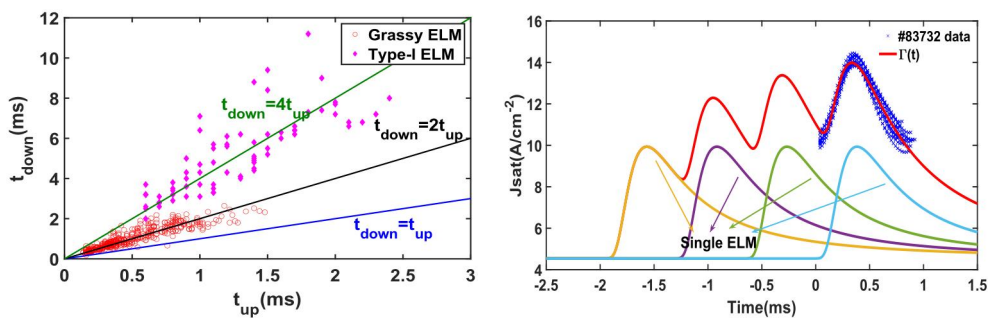 12
10
8
6
4
2
0
t_down(ms)
Grassy ELM
Type-I ELM
t_down=4t_up
t_down=2t_up
t_down=t_up
0 0.5 1 1.5 2 2.5 3
t_up(ms)
16
14
12
10
8
6
4
Jsat(A/cm⁻²)
#83732 data
Γ(t)
Single ELM
-2.5 -2 -1.5 -1 -0.5 0 0.5 1 1.5
Time(ms)